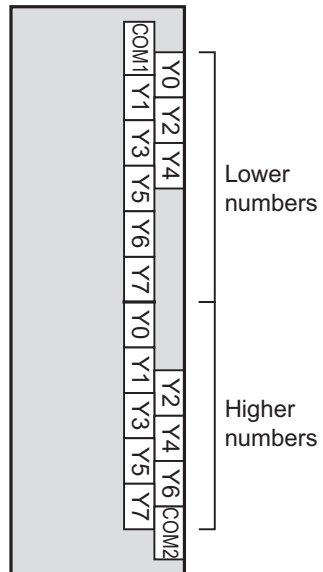 COM1
Y0
Y1
Y2
Y3
Y4
Y5
Y6
Y7
Lower
numbers
Y0
Y1
Y2
Y3
Y4
Y5
Y6
Y7
COM2
Higher
numbers